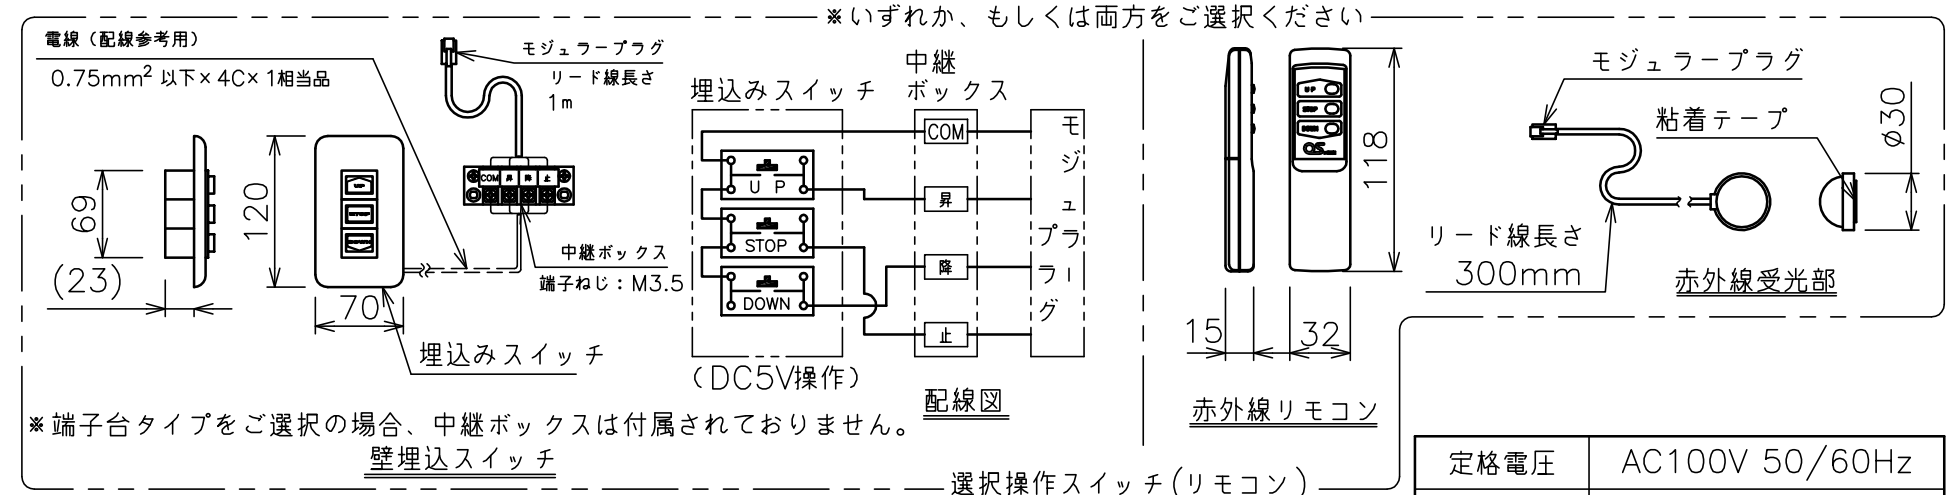 ※いずれか、もしくは両方をご選択ください
電線（配線参考用）
0.75mm² 以下×4C×1相当品
モジュラープラグ
リード線長さ
1m
69
(23)
120
70
UP
COM 昇 降 止
中継ボックス
端子ねじ：M3.5
埋込みスイッチ
※端子台タイプをご選択の場合、中継ボックスは付属されておりません。
壁埋込スイッチ
埋込みスイッチ
中継
ボックス
UP
STOP
DOWN
COM
昇
降
止
モジュラープラグ
(DC5V操作)
配線図
UP
STOP
DOWN
OS
118
15
32
赤外線リモコン
モジュラープラグ
粘着テープ
ø30
リード線長さ
300mm
赤外線受光部
選択操作スイッチ(リモコン)
定格電圧
AC100V 50/60Hz